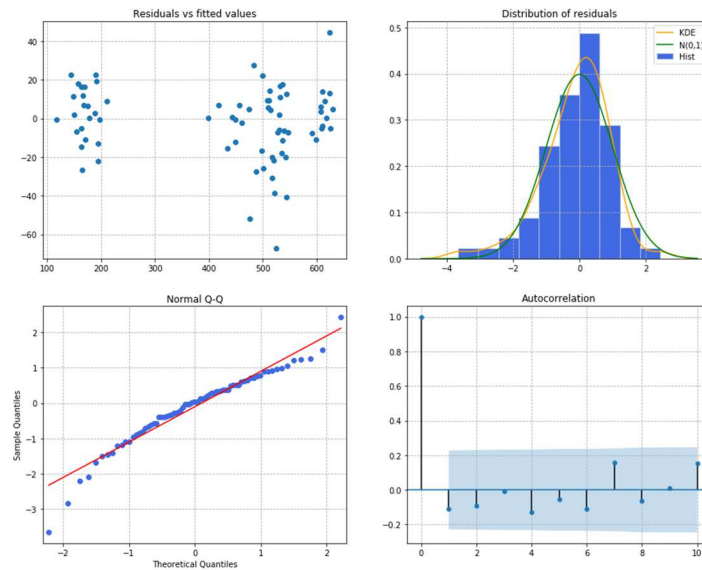 Residuals vs fitted values
40
20
0
−20
−40
−60
100 200 300 400 500 600
Distribution of residuals
0.5
0.4
0.3
0.2
0.1
0.0
−4 −2 0 2
KDE
N(0,1)
Hist
Normal Q-Q
Sample Quantiles
2
1
0
−1
−2
−3
−2 −1 0 1 2
Theoretical Quantiles
Autocorrelation
1.0
0.8
0.6
0.4
0.2
0.0
−0.2
0 2 4 6 8 10